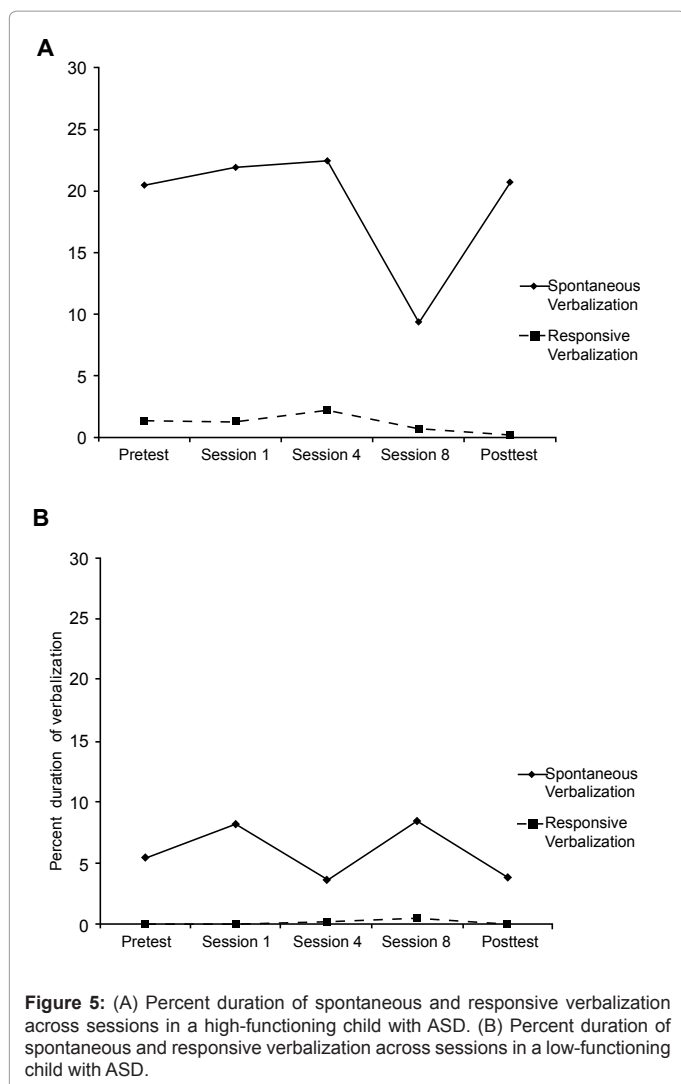 A
30
25
20
15
10
5
0
Spontaneous
Verbalization
Responsive
Verbalization
Pretest Session 1 Session 4 Session 8 Posttest
B
Percent duration of verbalization
30
25
20
15
10
5
0
Spontaneous
Verbalization
Responsive
Verbalization
Pretest Session 1 Session 4 Session 8 Posttest
Figure 5: (A) Percent duration of spontaneous and responsive verbalization
across sessions in a high-functioning child with ASD. (B) Percent duration of
spontaneous and responsive verbalization across sessions in a low-functioning
child with ASD.